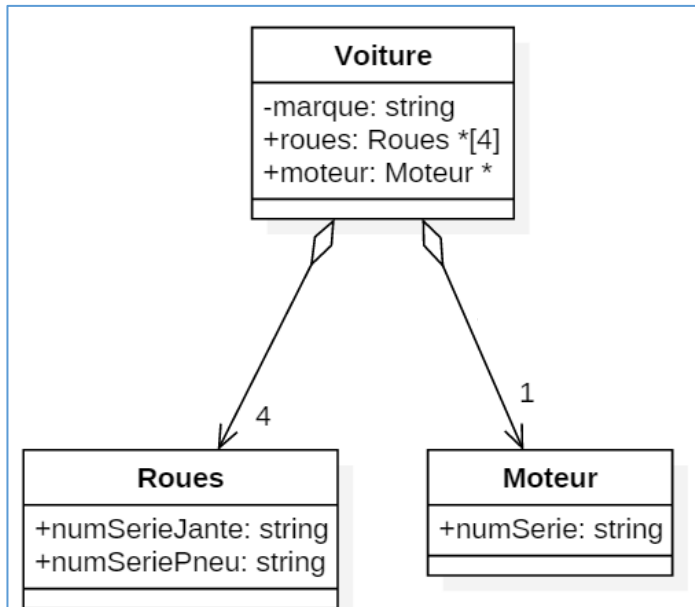 Voiture
-marque: string
+roues: Roues *[4]
+moteur: Moteur *
4
1
Roues
+numSerieJante: string
+numSeriePneu: string
Moteur
+numSerie: string